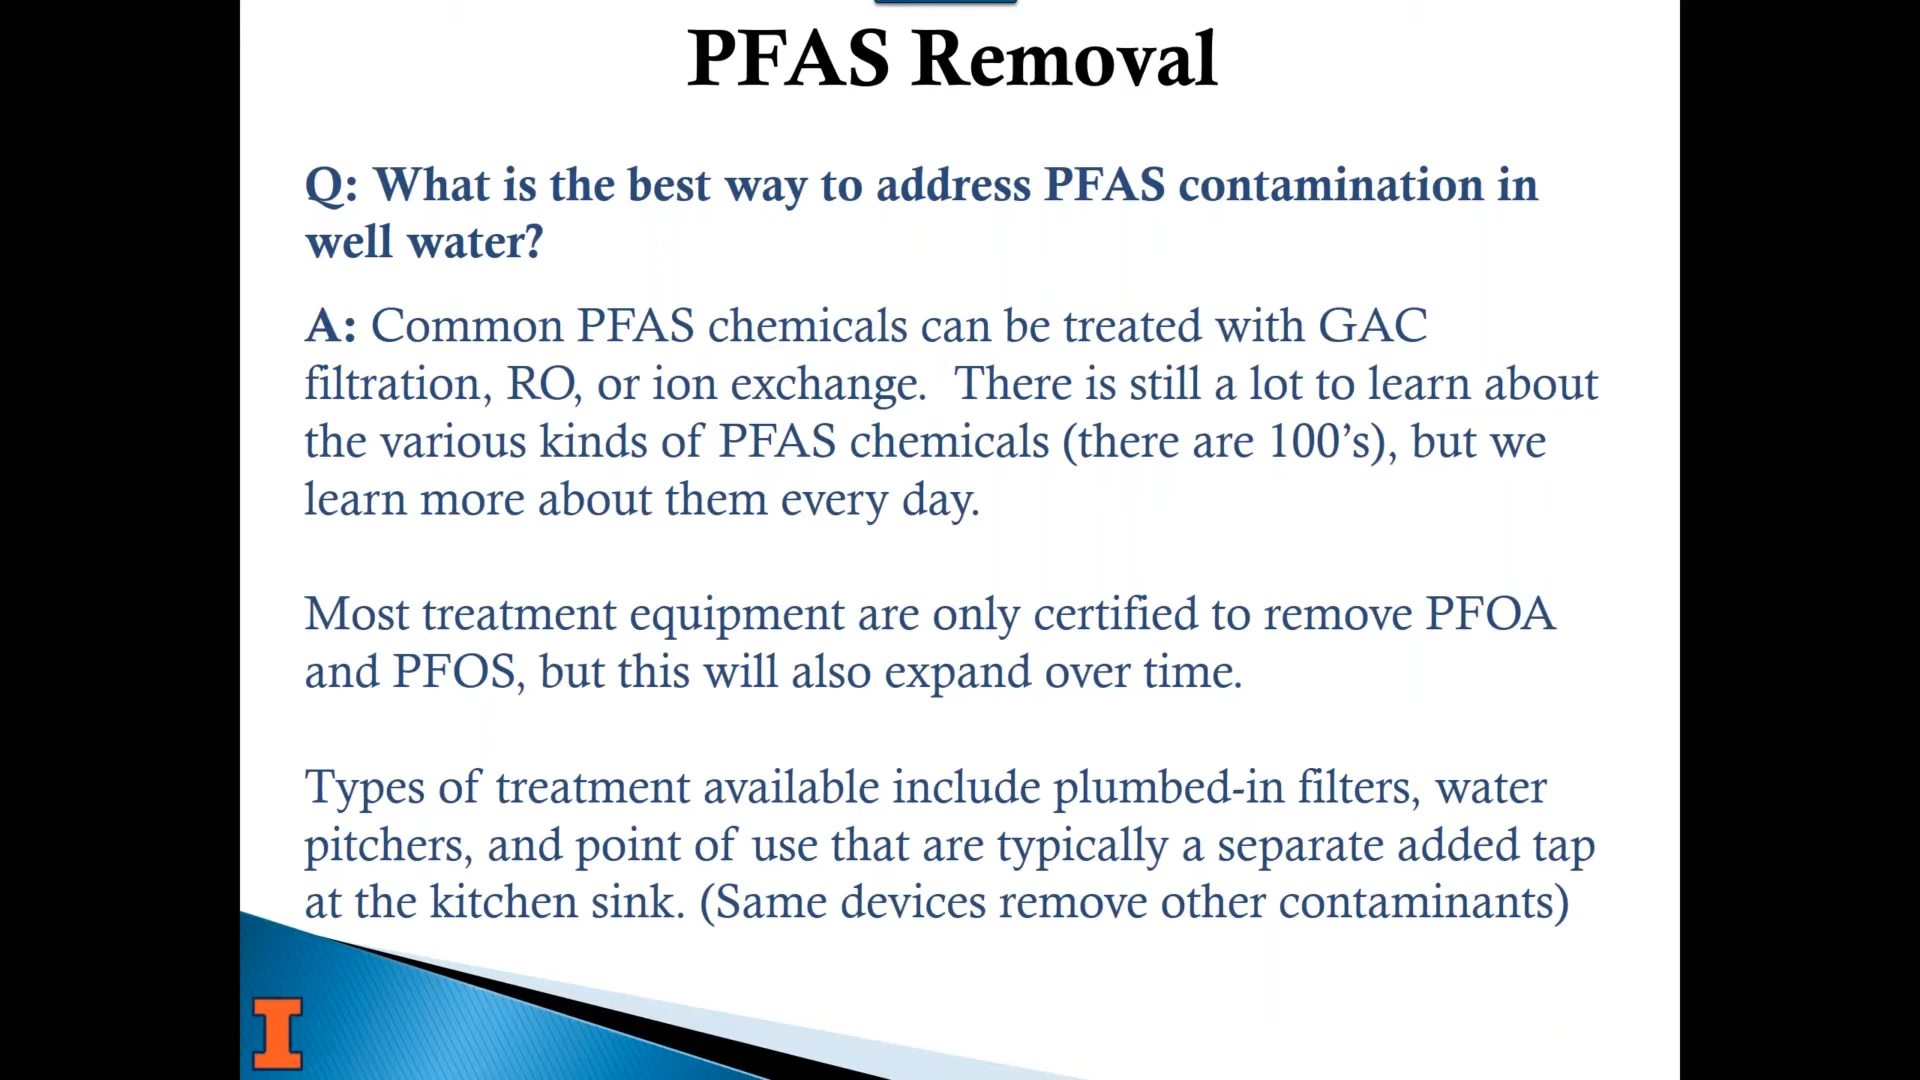 PFAS Removal
Q: What is the best way to address PFAS contamination in
well water?
A: Common PFAS chemicals can be treated with GAC
filtration, RO, or ion exchange.  There is still a lot to learn about
the various kinds of PFAS chemicals (there are 100’s), but we
learn more about them every day.
Most treatment equipment are only certified to remove PFOA
and PFOS, but this will also expand over time.
Types of treatment available include plumbed-in filters, water
pitchers, and point of use that are typically a separate added tap
at the kitchen sink. (Same devices remove other contaminants)
I